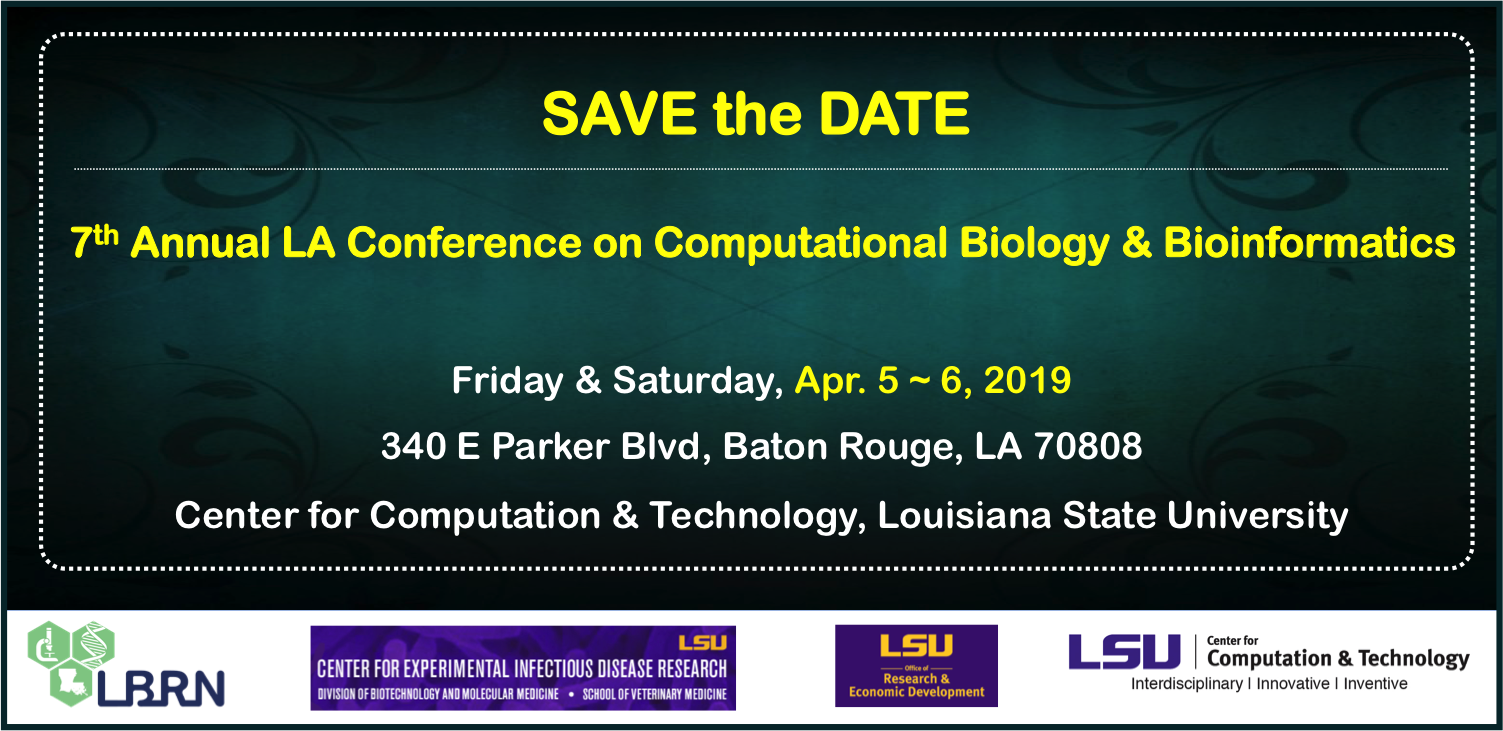 SAVE the DATE
7th Annual LA Conference on Computational Biology & Bioinformatics
Friday & Saturday, Apr. 5 ~ 6, 2019
340 E Parker Blvd, Baton Rouge, LA 70808
Center for Computation & Technology, Louisiana State University
LBRN
LSU
CENTER FOR EXPERIMENTAL INFECTIOUS DISEASE RESEARCH
DIVISION OF BIOTECHNOLOGY AND MOLECULAR MEDICINE • SCHOOL OF VETERINARY MEDICINE
LSU
Office of
Research &
Economic Development
LSU | Center for
Computation & Technology
Interdisciplinary | Innovative | Inventive